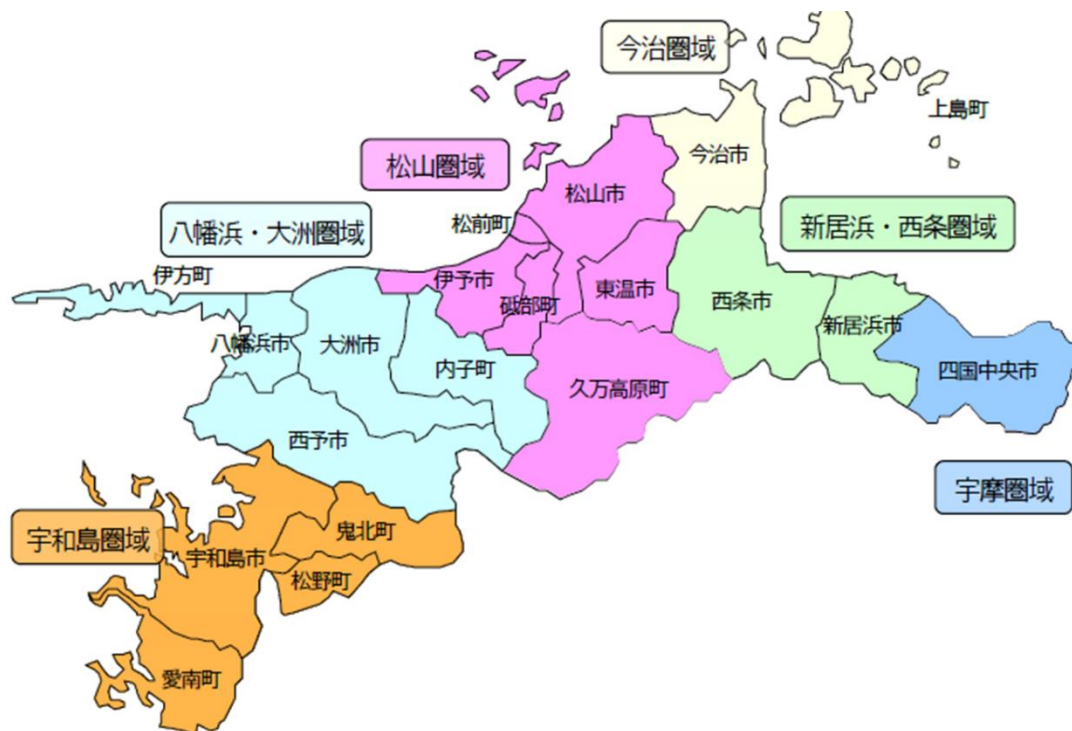 今治圏域
上島町
今治市
松山圏域
松山市
松前町
八幡浜・大洲圏域
新居浜・西条圏域
伊方町
伊予市
砥部町
東温市
西条市
新居浜市
八幡浜市
大洲市
内子町
久万高原町
四国中央市
西予市
宇摩圏域
宇和島圏域
鬼北町
宇和島市
松野町
愛南町